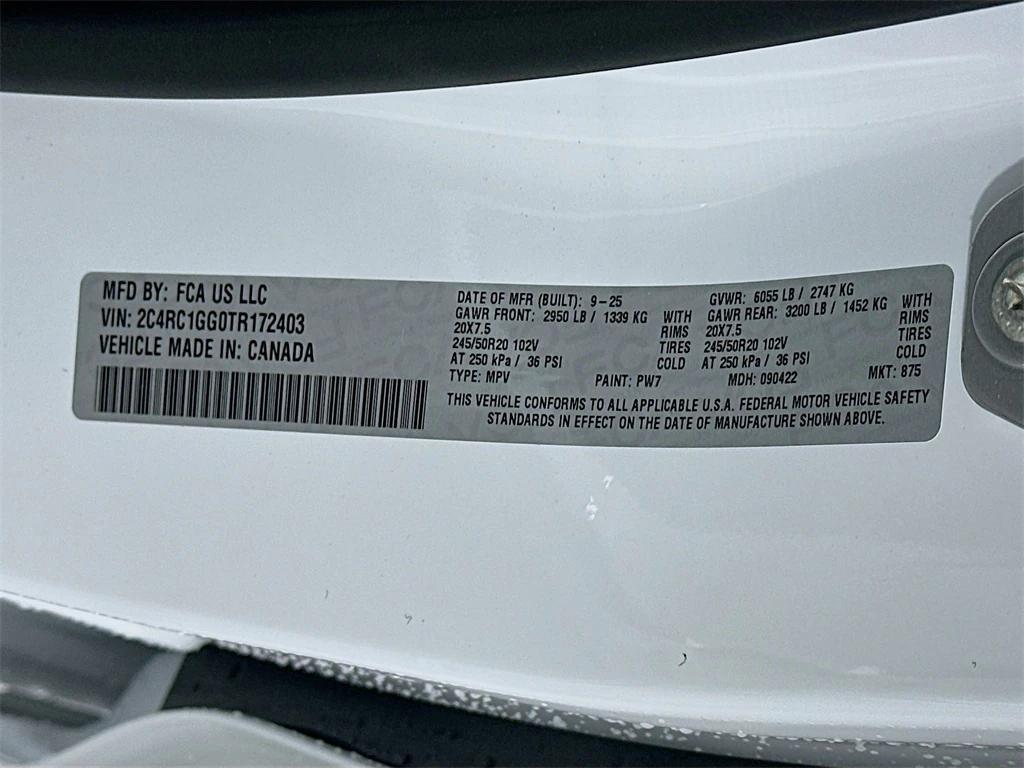 MFD BY: FCA US LLC
VIN: 2C4RC1GG0TR172403
VEHICLE MADE IN: CANADA
DATE OF MFR (BUILT): 9-25
GAWR FRONT: 2950 LB / 1339 KG WITH
20X7.5 RIMS
245/50R20 102V TIRES
AT 250 kPa / 36 PSI COLD
GVWR: 6055 LB / 2747 KG
GAWR REAR: 3200 LB / 1452 KG WITH
20X7.5 RIMS
245/50R20 102V TIRES
AT 250 kPa / 36 PSI COLD
TYPE: MPV PAINT: PW7 MDH: 090422 MKT: 875
THIS VEHICLE CONFORMS TO ALL APPLICABLE U.S.A. FEDERAL MOTOR VEHICLE SAFETY
STANDARDS IN EFFECT ON THE DATE OF MANUFACTURE SHOWN ABOVE.